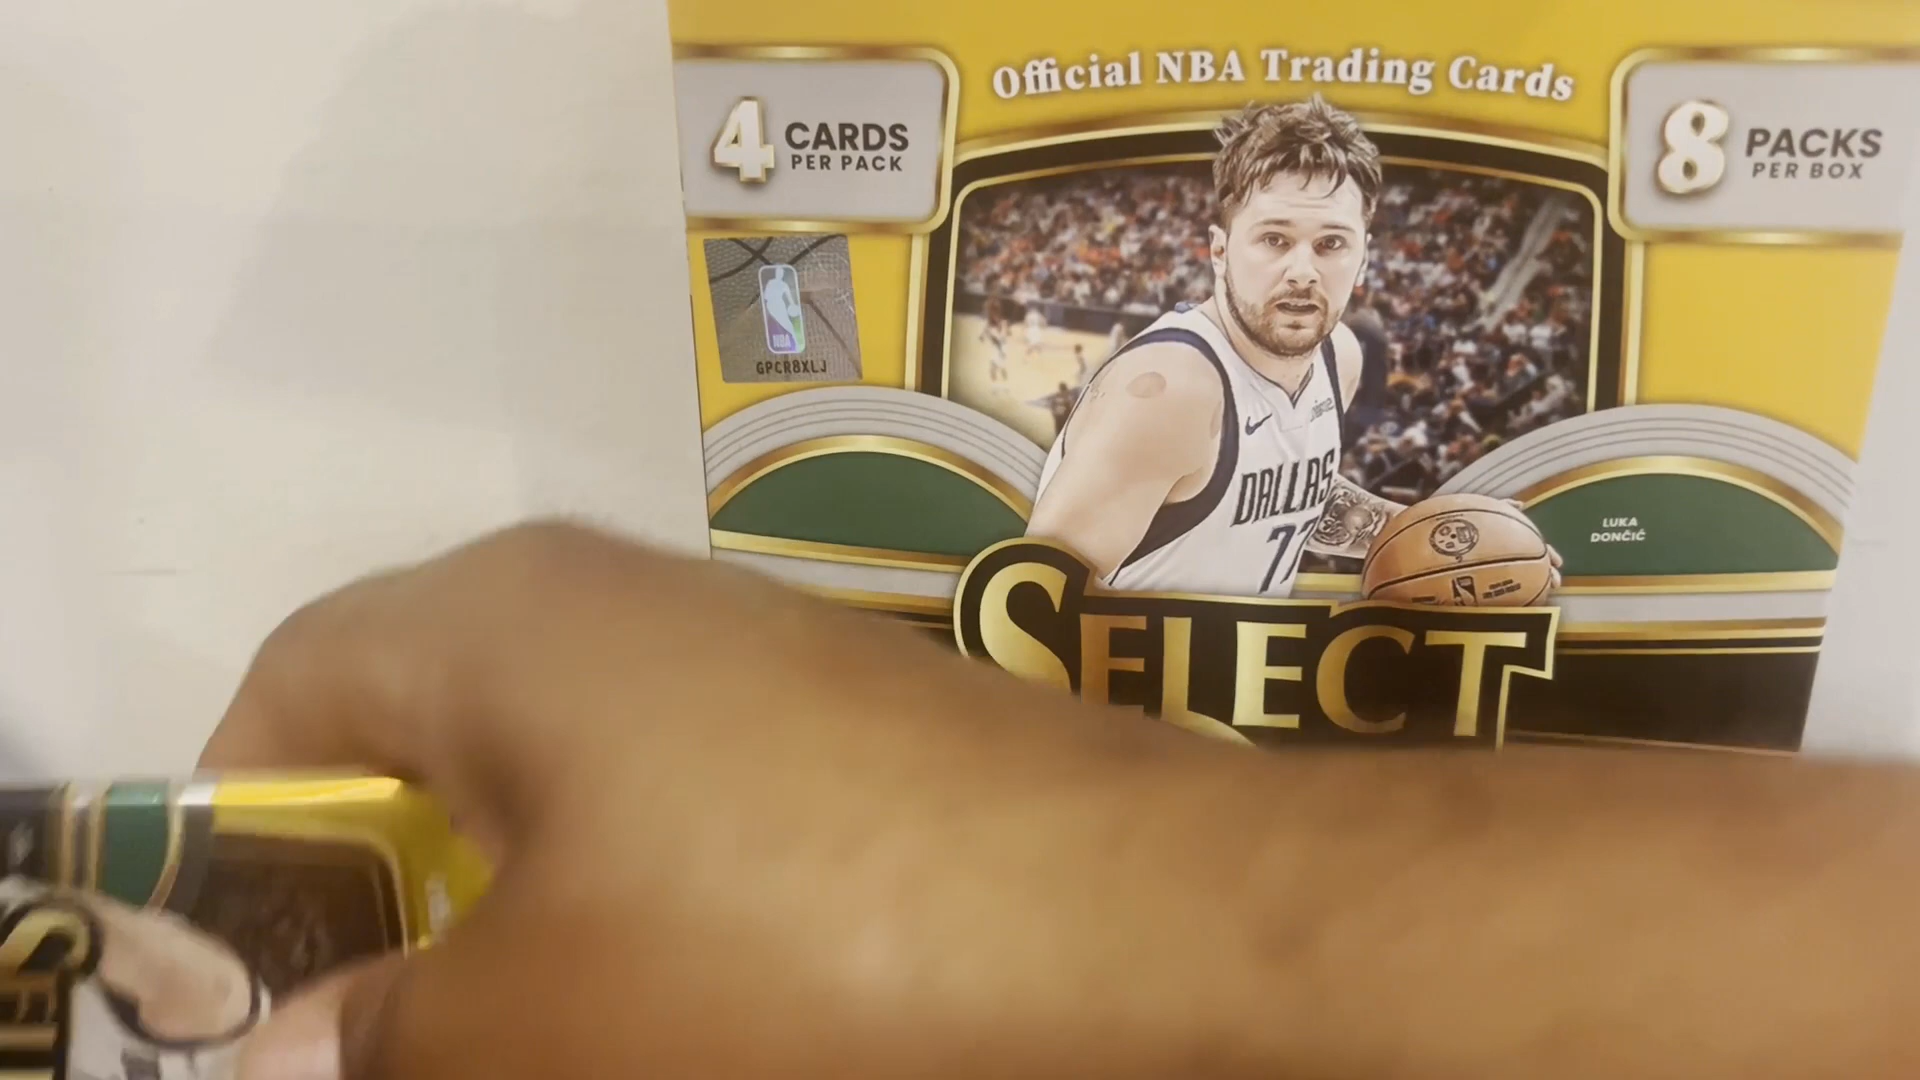 Official NBA Trading Cards
4 CARDS
PER PACK
8 PACKS
PER BOX
NBA
GPCR8XLJ
DALLAS
77
LUKA
DONČIĆ
SELECT